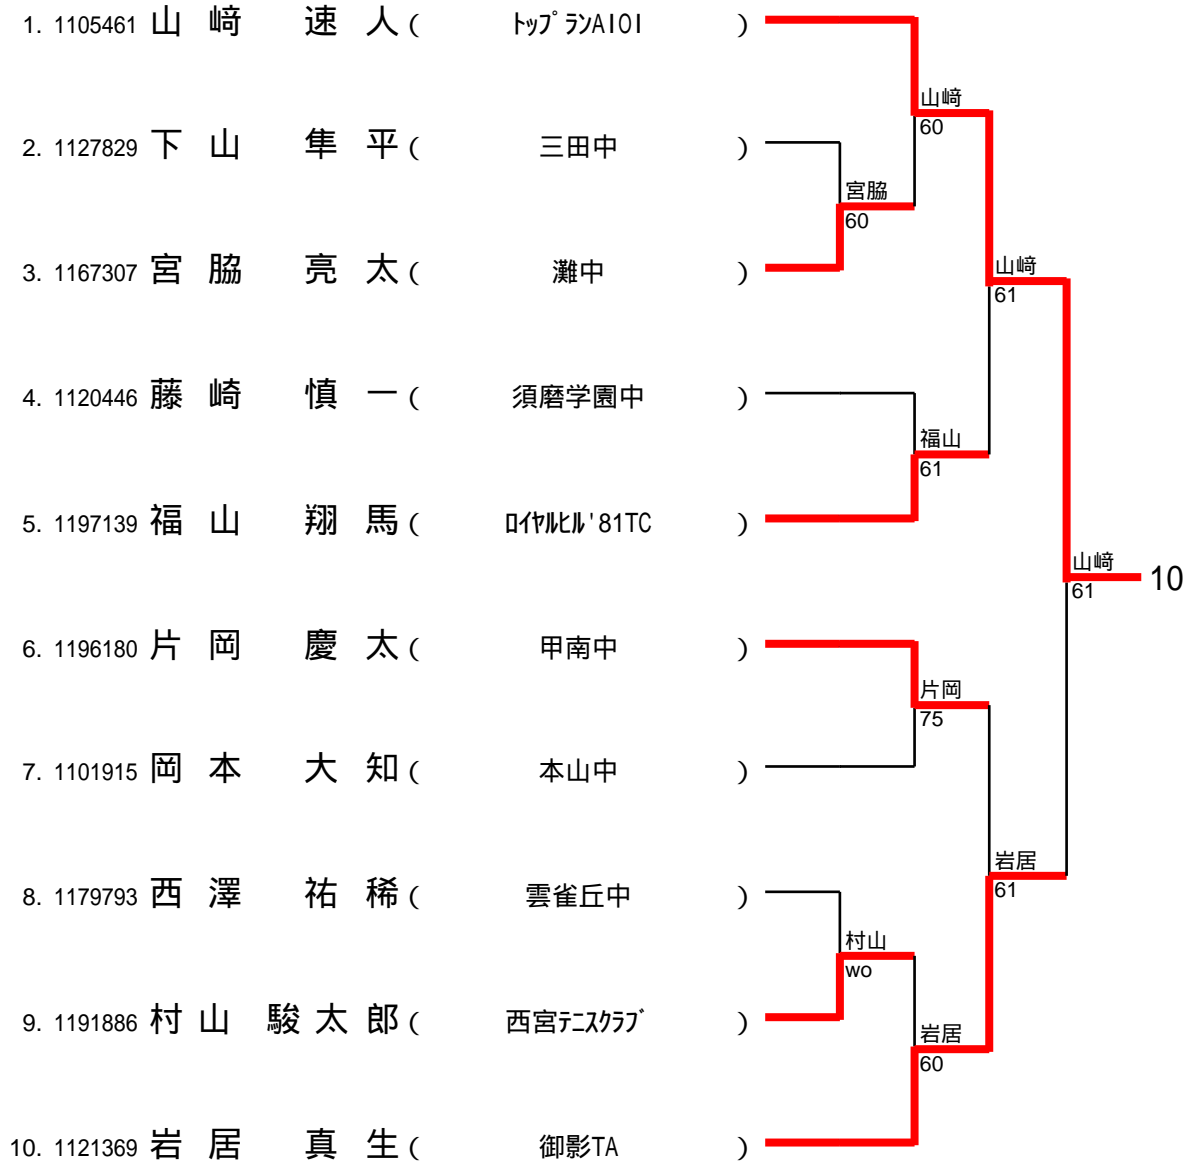 1. 1105461 山﨑 速人 ( トップランAIOI )
山﨑
60
2. 1127829 下山 隼平 ( 三田中 )
宮脇
60
3. 1167307 宮脇 亮太 ( 灘中 )
山﨑
61
4. 1120446 藤崎 慎一 ( 須磨学園中 )
福山
61
5. 1197139 福山 翔馬 ( ロイヤルヒル'81TC )
山﨑
61
10
6. 1196180 片岡 慶太 ( 甲南中 )
片岡
75
7. 1101915 岡本 大知 ( 本山中 )
岩居
61
8. 1179793 西澤 祐稀 ( 雲雀丘中 )
村山
wo
9. 1191886 村山 駿太郎 ( 西宮テニスクラブ )
岩居
60
10. 1121369 岩居 真生 ( 御影TA )